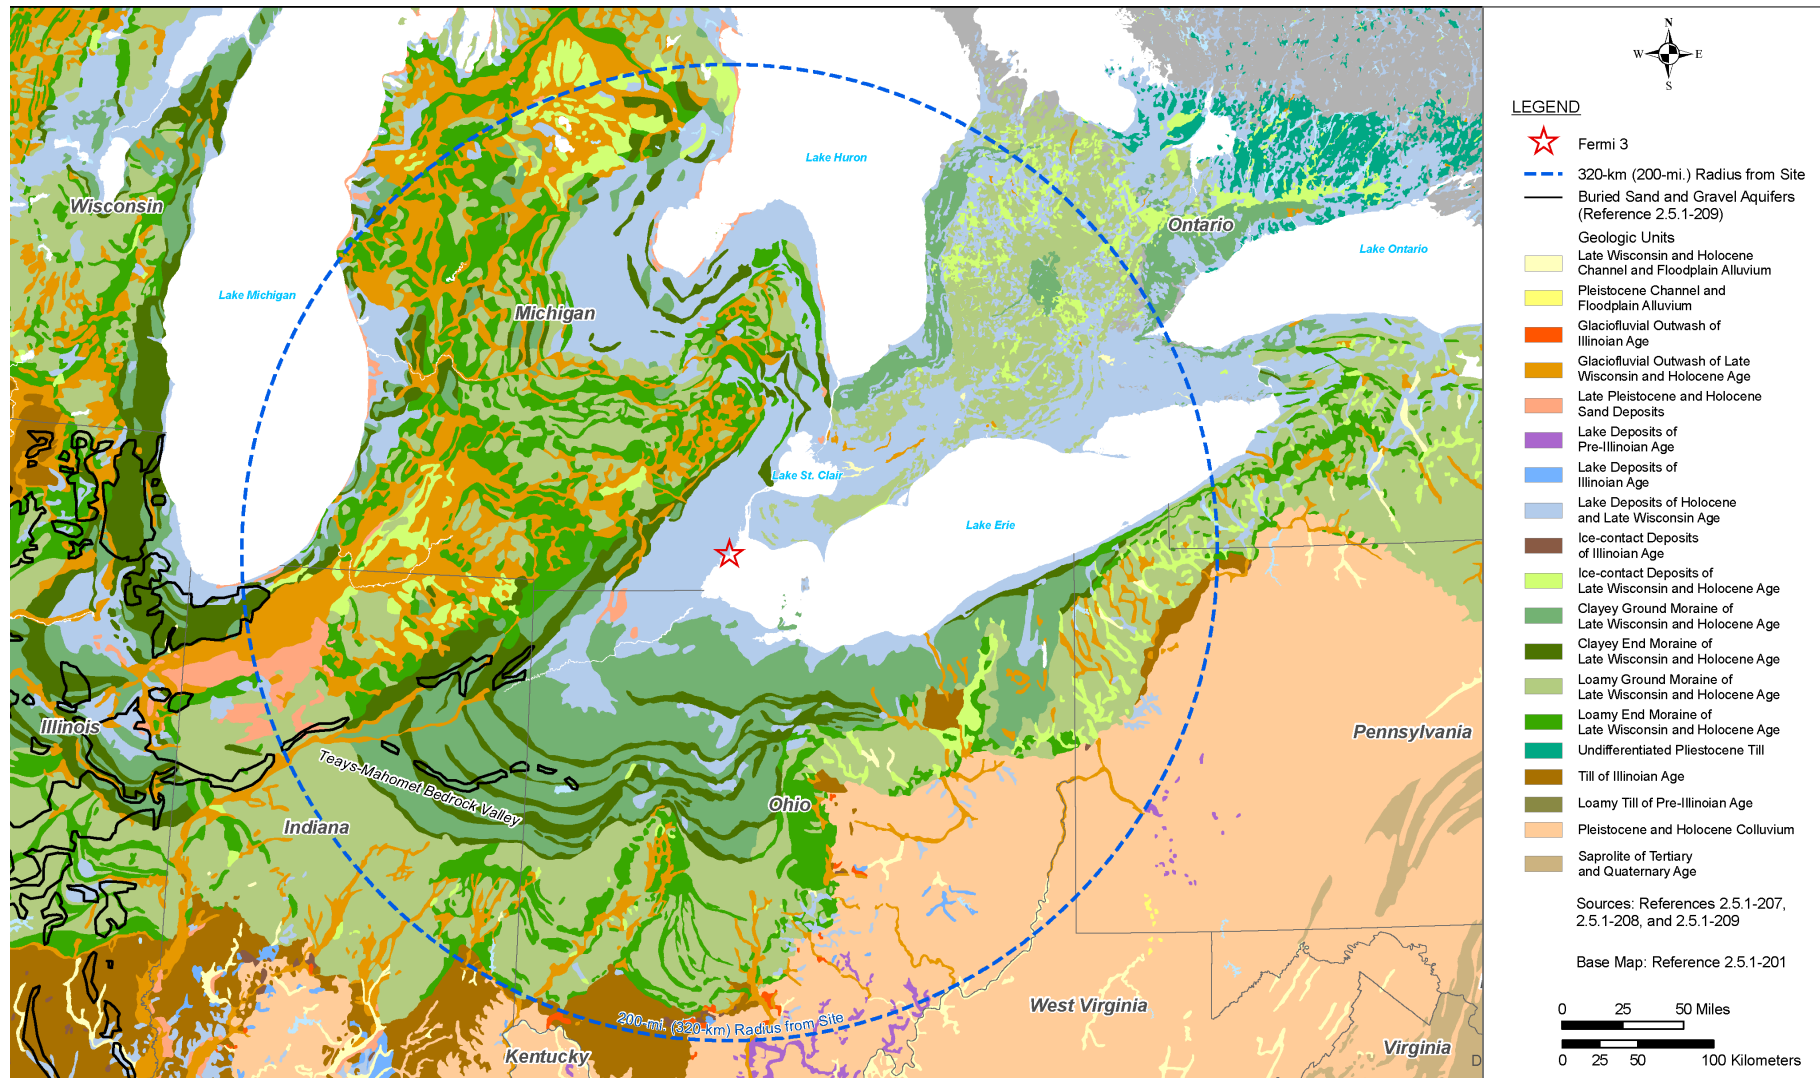 Wisconsin
Lake Michigan
Michigan
Lake Huron
Ontario
Lake Ontario
Lake St. Clair
Lake Erie
Illinois
Indiana
Teays-Mahomet Bedrock Valley
Ohio
Pennsylvania
West Virginia
Virginia
Kentucky
200-mi. (320-km) Radius from Site
D
N
W E
S
LEGEND
Fermi 3
320-km (200-mi.) Radius from Site
Buried Sand and Gravel Aquifers
(Reference 2.5.1-209)
Geologic Units
Late Wisconsin and Holocene
Channel and Floodplain Alluvium
Pleistocene Channel and
Floodplain Alluvium
Glaciofluvial Outwash of
Illinoian Age
Glaciofluvial Outwash of Late
Wisconsin and Holocene Age
Late Pleistocene and Holocene
Sand Deposits
Lake Deposits of
Pre-Illinoian Age
Lake Deposits of
Illinoian Age
Lake Deposits of Holocene
and Late Wisconsin Age
Ice-contact Deposits
of Illinoian Age
Ice-contact Deposits of
Late Wisconsin and Holocene Age
Clayey Ground Moraine of
Late Wisconsin and Holocene Age
Clayey End Moraine of
Late Wisconsin and Holocene Age
Loamy Ground Moraine of
Late Wisconsin and Holocene Age
Loamy End Moraine of
Late Wisconsin and Holocene Age
Undifferentiated Pliestocene Till
Till of Illinoian Age
Loamy Till of Pre-Illinoian Age
Pleistocene and Holocene Colluvium
Saprolite of Tertiary
and Quaternary Age
Sources: References 2.5.1-207,
2.5.1-208, and 2.5.1-209
Base Map: Reference 2.5.1-201
0 25 50 Miles
0 25 50 100 Kilometers